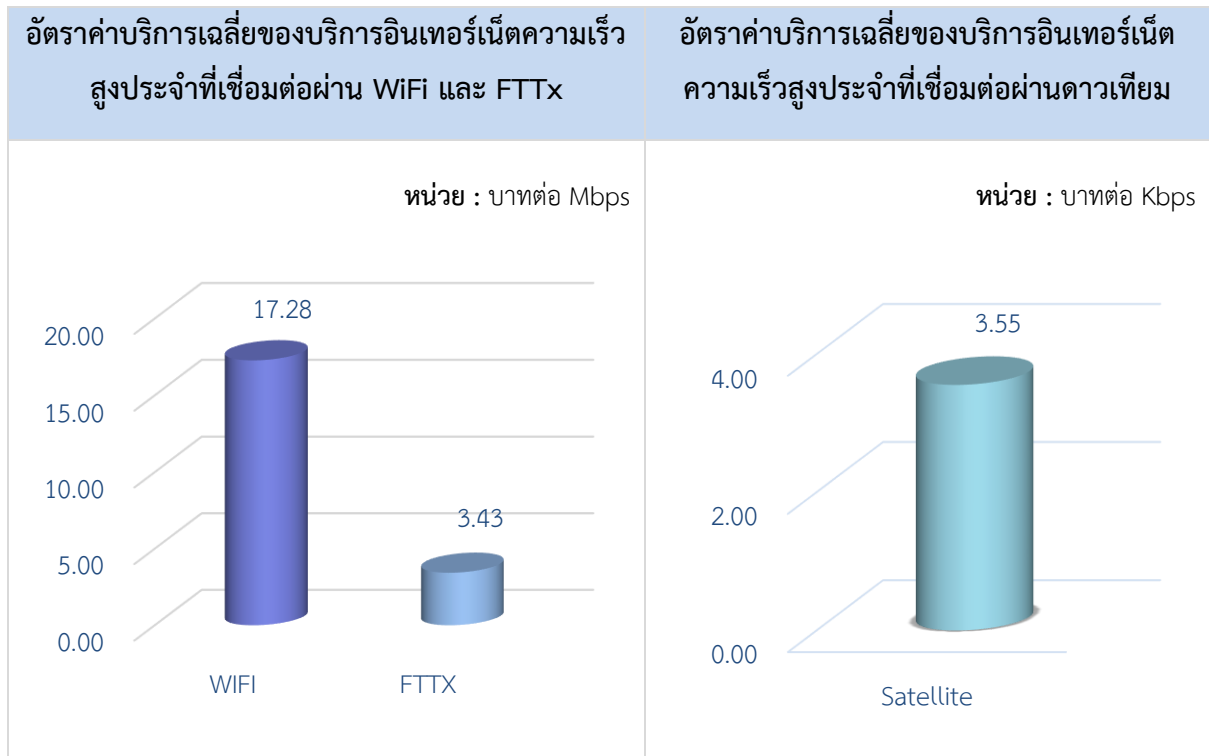 อัตราค่าบริการเฉลี่ยของบริการอินเทอร์เน็ตความเร็ว
สูงประจำที่เชื่อมต่อผ่าน WiFi และ FTTx
อัตราค่าบริการเฉลี่ยของบริการอินเทอร์เน็ต
ความเร็วสูงประจำที่เชื่อมต่อผ่านดาวเทียม
หน่วย : บาทต่อ Mbps
17.28
3.43
20.00
15.00
10.00
5.00
0.00
WIFI
FTTX
หน่วย : บาทต่อ Kbps
3.55
4.00
2.00
0.00
Satellite